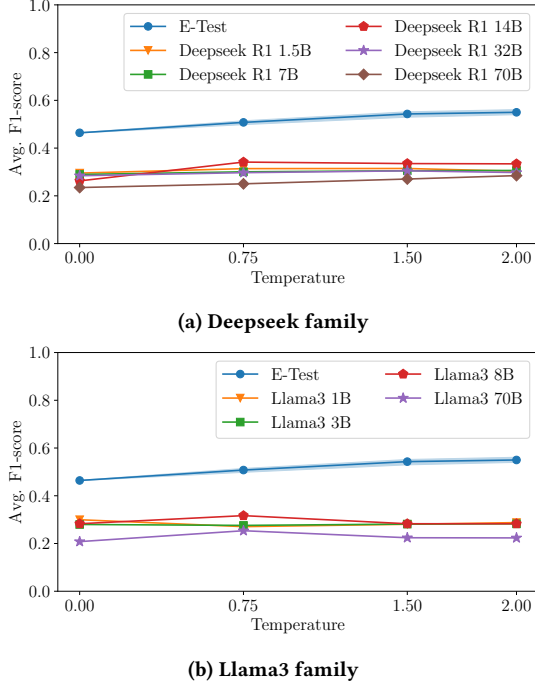 1.0
0.8
0.6
0.4
0.2
0.0
Avg. F1-score
E-Test
Deepseek R1 1.5B
Deepseek R1 7B
Deepseek R1 14B
Deepseek R1 32B
Deepseek R1 70B
0.00 0.75 1.50 2.00
Temperature
(a) Deepseek family
1.0
0.8
0.6
0.4
0.2
0.0
Avg. F1-score
E-Test
Llama3 1B
Llama3 3B
Llama3 8B
Llama3 70B
0.00 0.75 1.50 2.00
Temperature
(b) Llama3 family